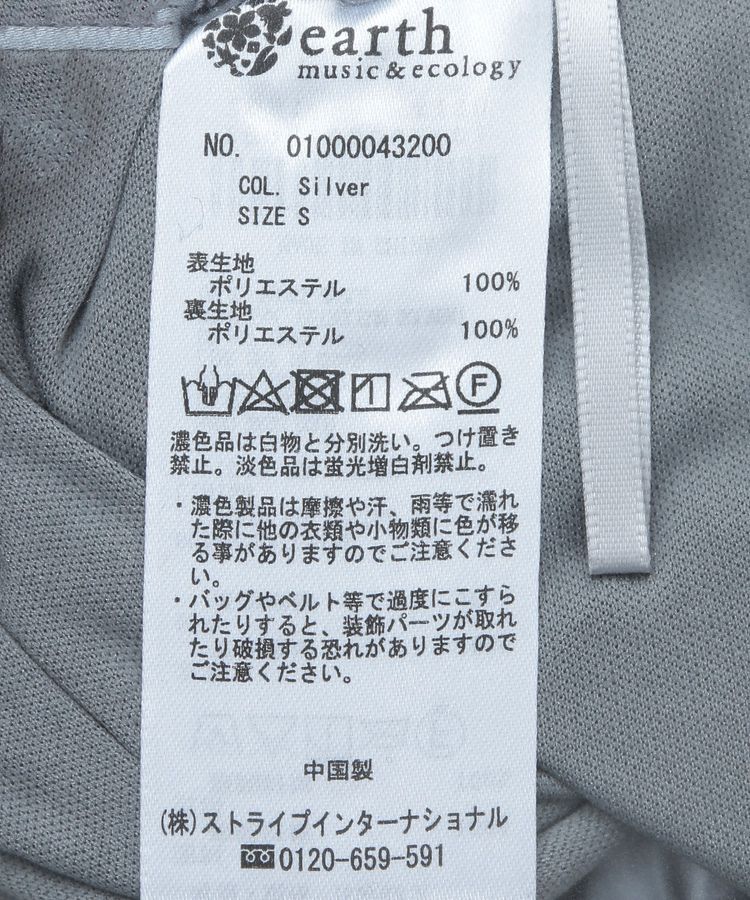 earth
music&ecology
NO. 01000043200
COL. Silver
SIZE S
表生地
ポリエステル 100%
裏生地
ポリエステル 100%
濃色品は白物と分別洗い。つけ置き
禁止。淡色品は蛍光増白剤禁止。
・濃色製品は摩擦や汗、雨等で濡れ
た際に他の衣類や小物類に色が移
る事がありますのでご注意くださ
い。
・バッグやベルト等で過度にこすら
れたりすると、装飾パーツが取れ
たり破損する恐れがありますので
ご注意ください。
中国製
(株)ストライプインターナショナル
0120-659-591